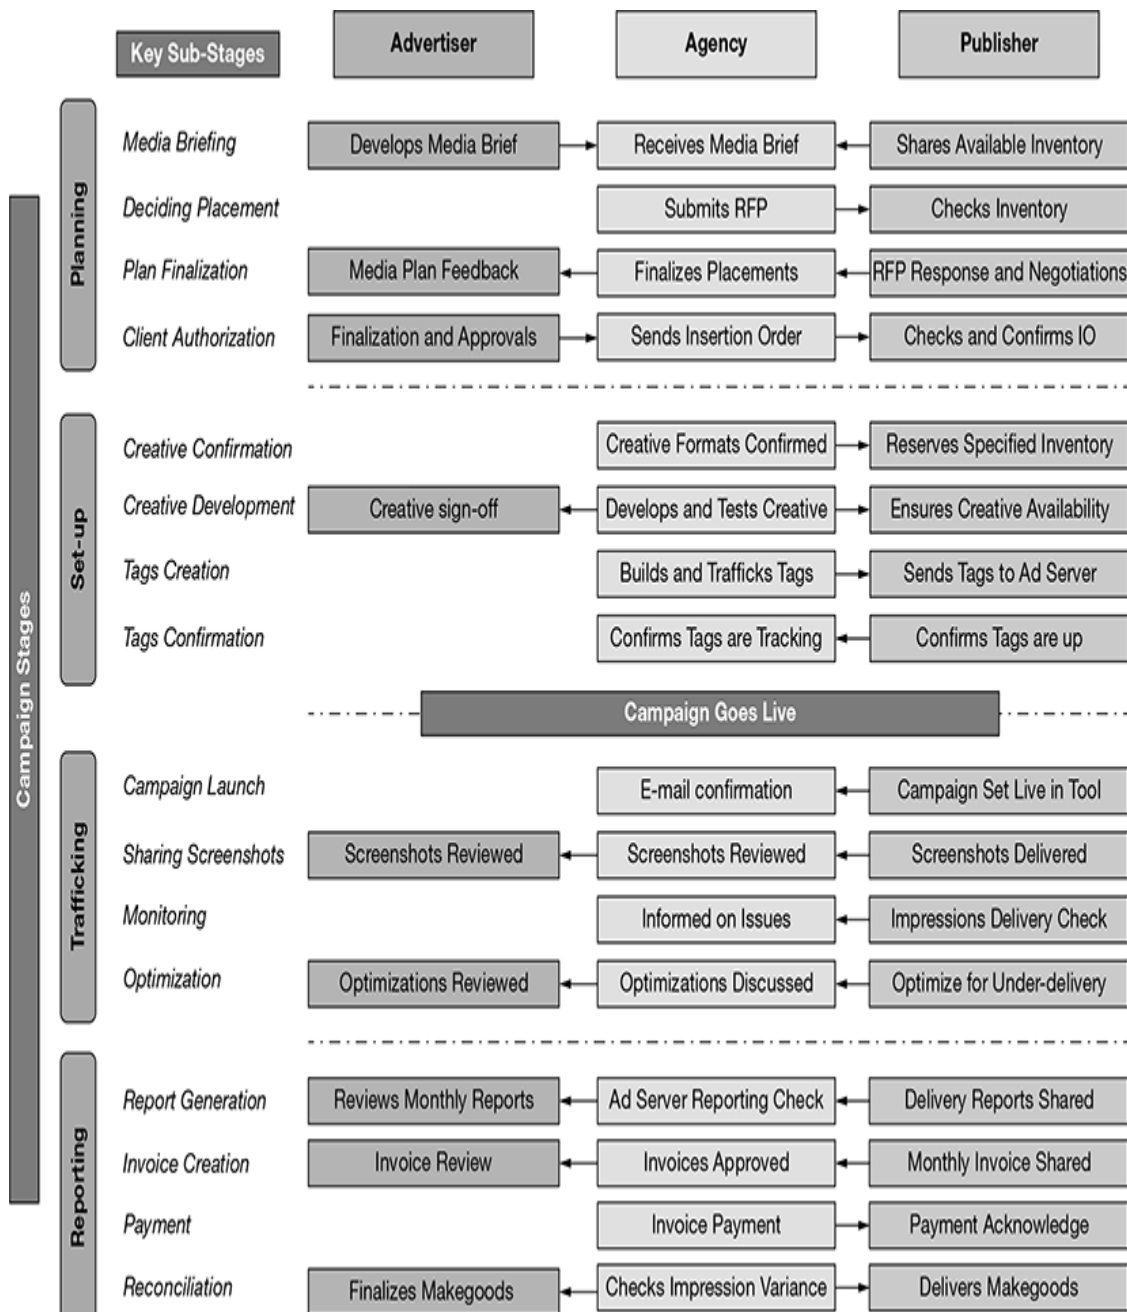 Key Sub-Stages
Advertiser
Agency
Publisher
Campaign Stages
Planning
Media Briefing
Develops Media Brief
Receives Media Brief
Shares Available Inventory
Deciding Placement
Submits RFP
Checks Inventory
Plan Finalization
Media Plan Feedback
Finalizes Placements
RFP Response and Negotiations
Client Authorization
Finalization and Approvals
Sends Insertion Order
Checks and Confirms IO
Set-up
Creative Confirmation
Creative Formats Confirmed
Reserves Specified Inventory
Creative Development
Creative sign-off
Develops and Tests Creative
Ensures Creative Availability
Tags Creation
Builds and Trafficks Tags
Sends Tags to Ad Server
Tags Confirmation
Confirms Tags are Tracking
Confirms Tags are up
Campaign Goes Live
Trafficking
Campaign Launch
E-mail confirmation
Campaign Set Live in Tool
Sharing Screenshots
Screenshots Reviewed
Screenshots Reviewed
Screenshots Delivered
Monitoring
Informed on Issues
Impressions Delivery Check
Optimization
Optimizations Reviewed
Optimizations Discussed
Optimize for Under-delivery
Reporting
Report Generation
Reviews Monthly Reports
Ad Server Reporting Check
Delivery Reports Shared
Invoice Creation
Invoice Review
Invoices Approved
Monthly Invoice Shared
Payment
Invoice Payment
Payment Acknowledge
Reconciliation
Finalizes Makegoods
Checks Impression Variance
Delivers Makegoods